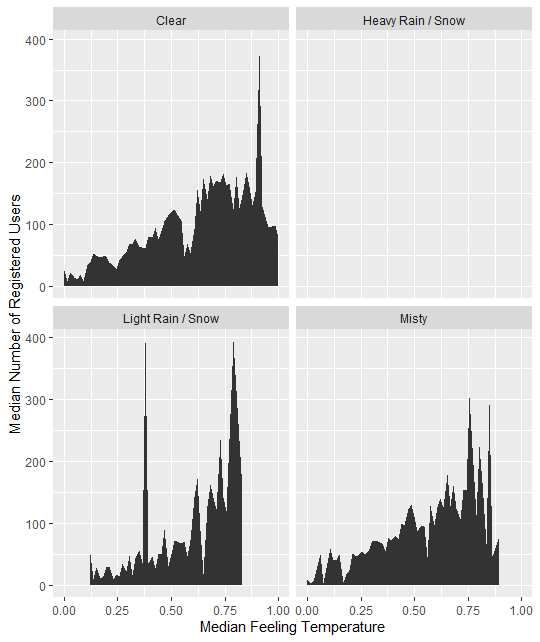 Clear
Heavy Rain / Snow
400
300
200
100
0
Light Rain / Snow
Misty
400
300
200
100
0
0.00 0.25 0.50 0.75 1.00 0.00 0.25 0.50 0.75 1.00
Median Feeling Temperature
Median Number of Registered Users